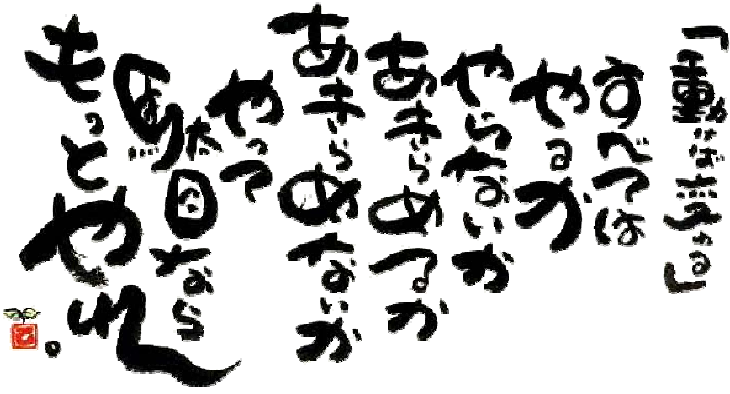 「動けば変わる」
すべては
やるか
やらないか
あきらめるか
あきらめないか
やって
駄目なら
もっとやれ。